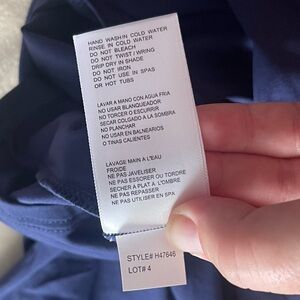 HAND WASH IN COLD WATER
RINSE IN COLD WATER
DO NOT BLEACH
DO NOT TWIST / WRING
DRIP DRY IN SHADE
DO NOT IRON
DO NOT USE IN SPAS
OR HOT TUBS
LAVAR A MANO CON AGUA FRIA
NO USAR BLANQUEADOR
NO TORCER O ESCURRIR
SECAR COLGADO A LA SOMBRA
NO PLANCHAR
NO USAR EN BALNEARIOS
O TINAS CALIENTES
LAVAGE MAIN A L'EAU
FROIDE
NE PAS JAVELISER
NE PAS ESSORER OU TORDRE
SECHER A PLAT A L'OMBRE
NE PAS REPASSER
NE PAS UTILISER EN SPA
STYLE# H47646
LOT# 4